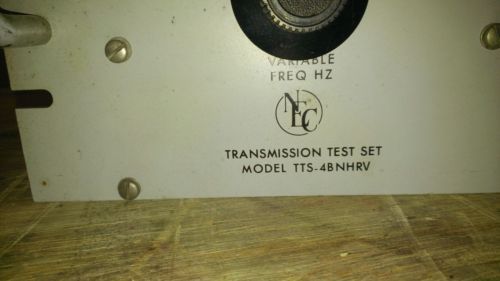 VARIABLE
FREQ HZ
NEC
TRANSMISSION TEST SET
MODEL TTS-4BNHRV